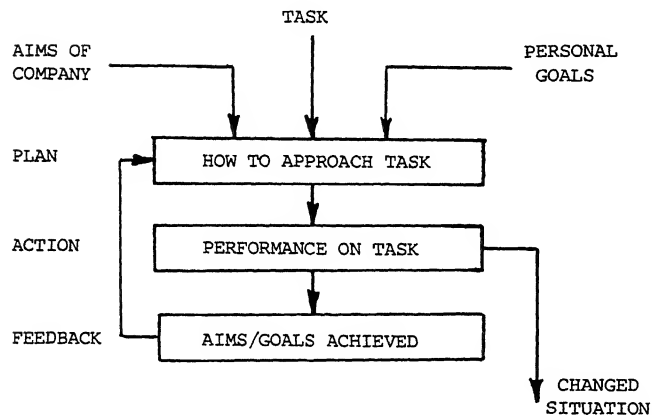 TASK
AIMS OF
COMPANY
PERSONAL
GOALS
PLAN
HOW TO APPROACH TASK
ACTION
PERFORMANCE ON TASK
FEEDBACK
AIMS/GOALS ACHIEVED
CHANGED
SITUATION